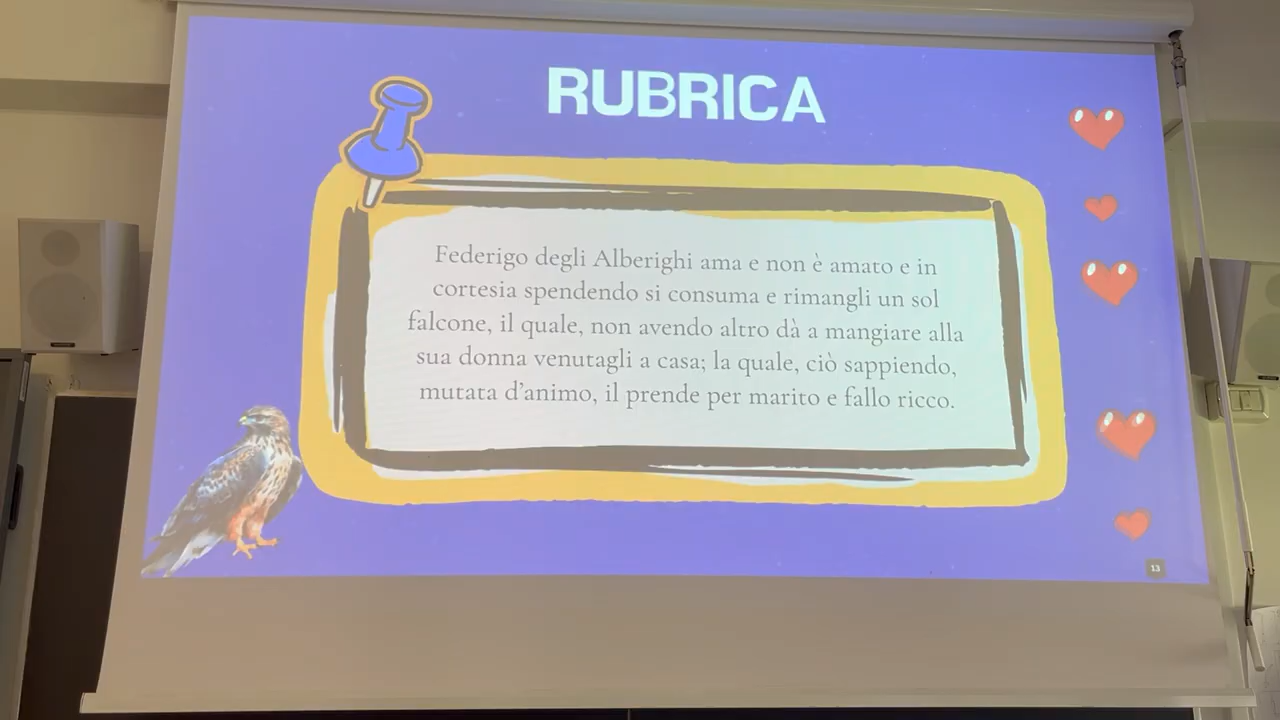 RUBRICA
Federigo degli Alberighi ama e non è amato e in
cortesia spendendo si consuma e rimangli un sol
falcone, il quale, non avendo altro dà a mangiare alla
sua donna venutagli a casa; la quale, ciò sappiendo,
mutata d'animo, il prende per marito e fallo ricco.
13